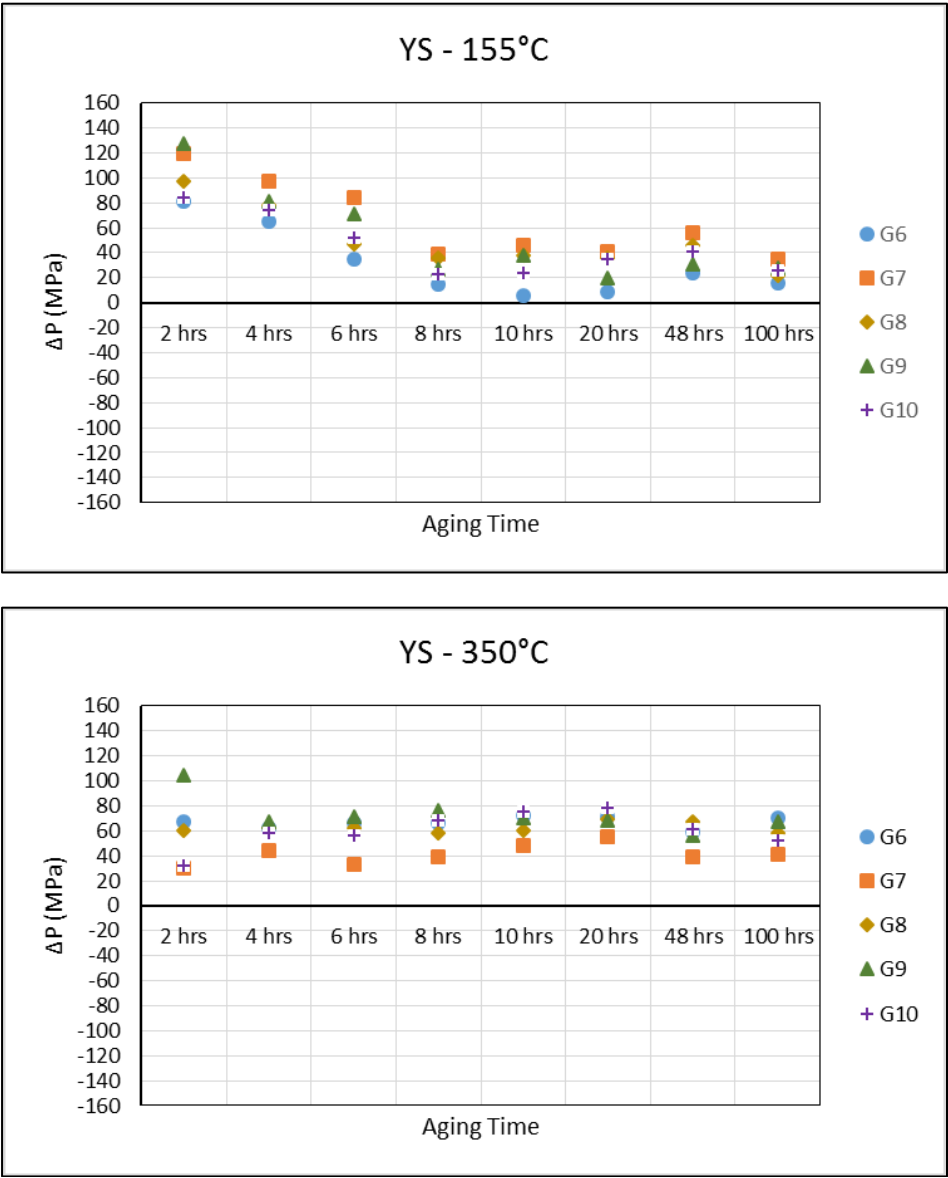 YS - 155°C
160
140
120
100
80
60
40
20
0
-20
-40
-60
-80
-100
-120
-140
-160
ΔP (MPa)
2 hrs 4 hrs 6 hrs 8 hrs 10 hrs 20 hrs 48 hrs 100 hrs
Aging Time
G6
G7
G8
G9
G10
YS - 350°C
160
140
120
100
80
60
40
20
0
-20
-40
-60
-80
-100
-120
-140
-160
ΔP (MPa)
2 hrs 4 hrs 6 hrs 8 hrs 10 hrs 20 hrs 48 hrs 100 hrs
Aging Time
G6
G7
G8
G9
G10